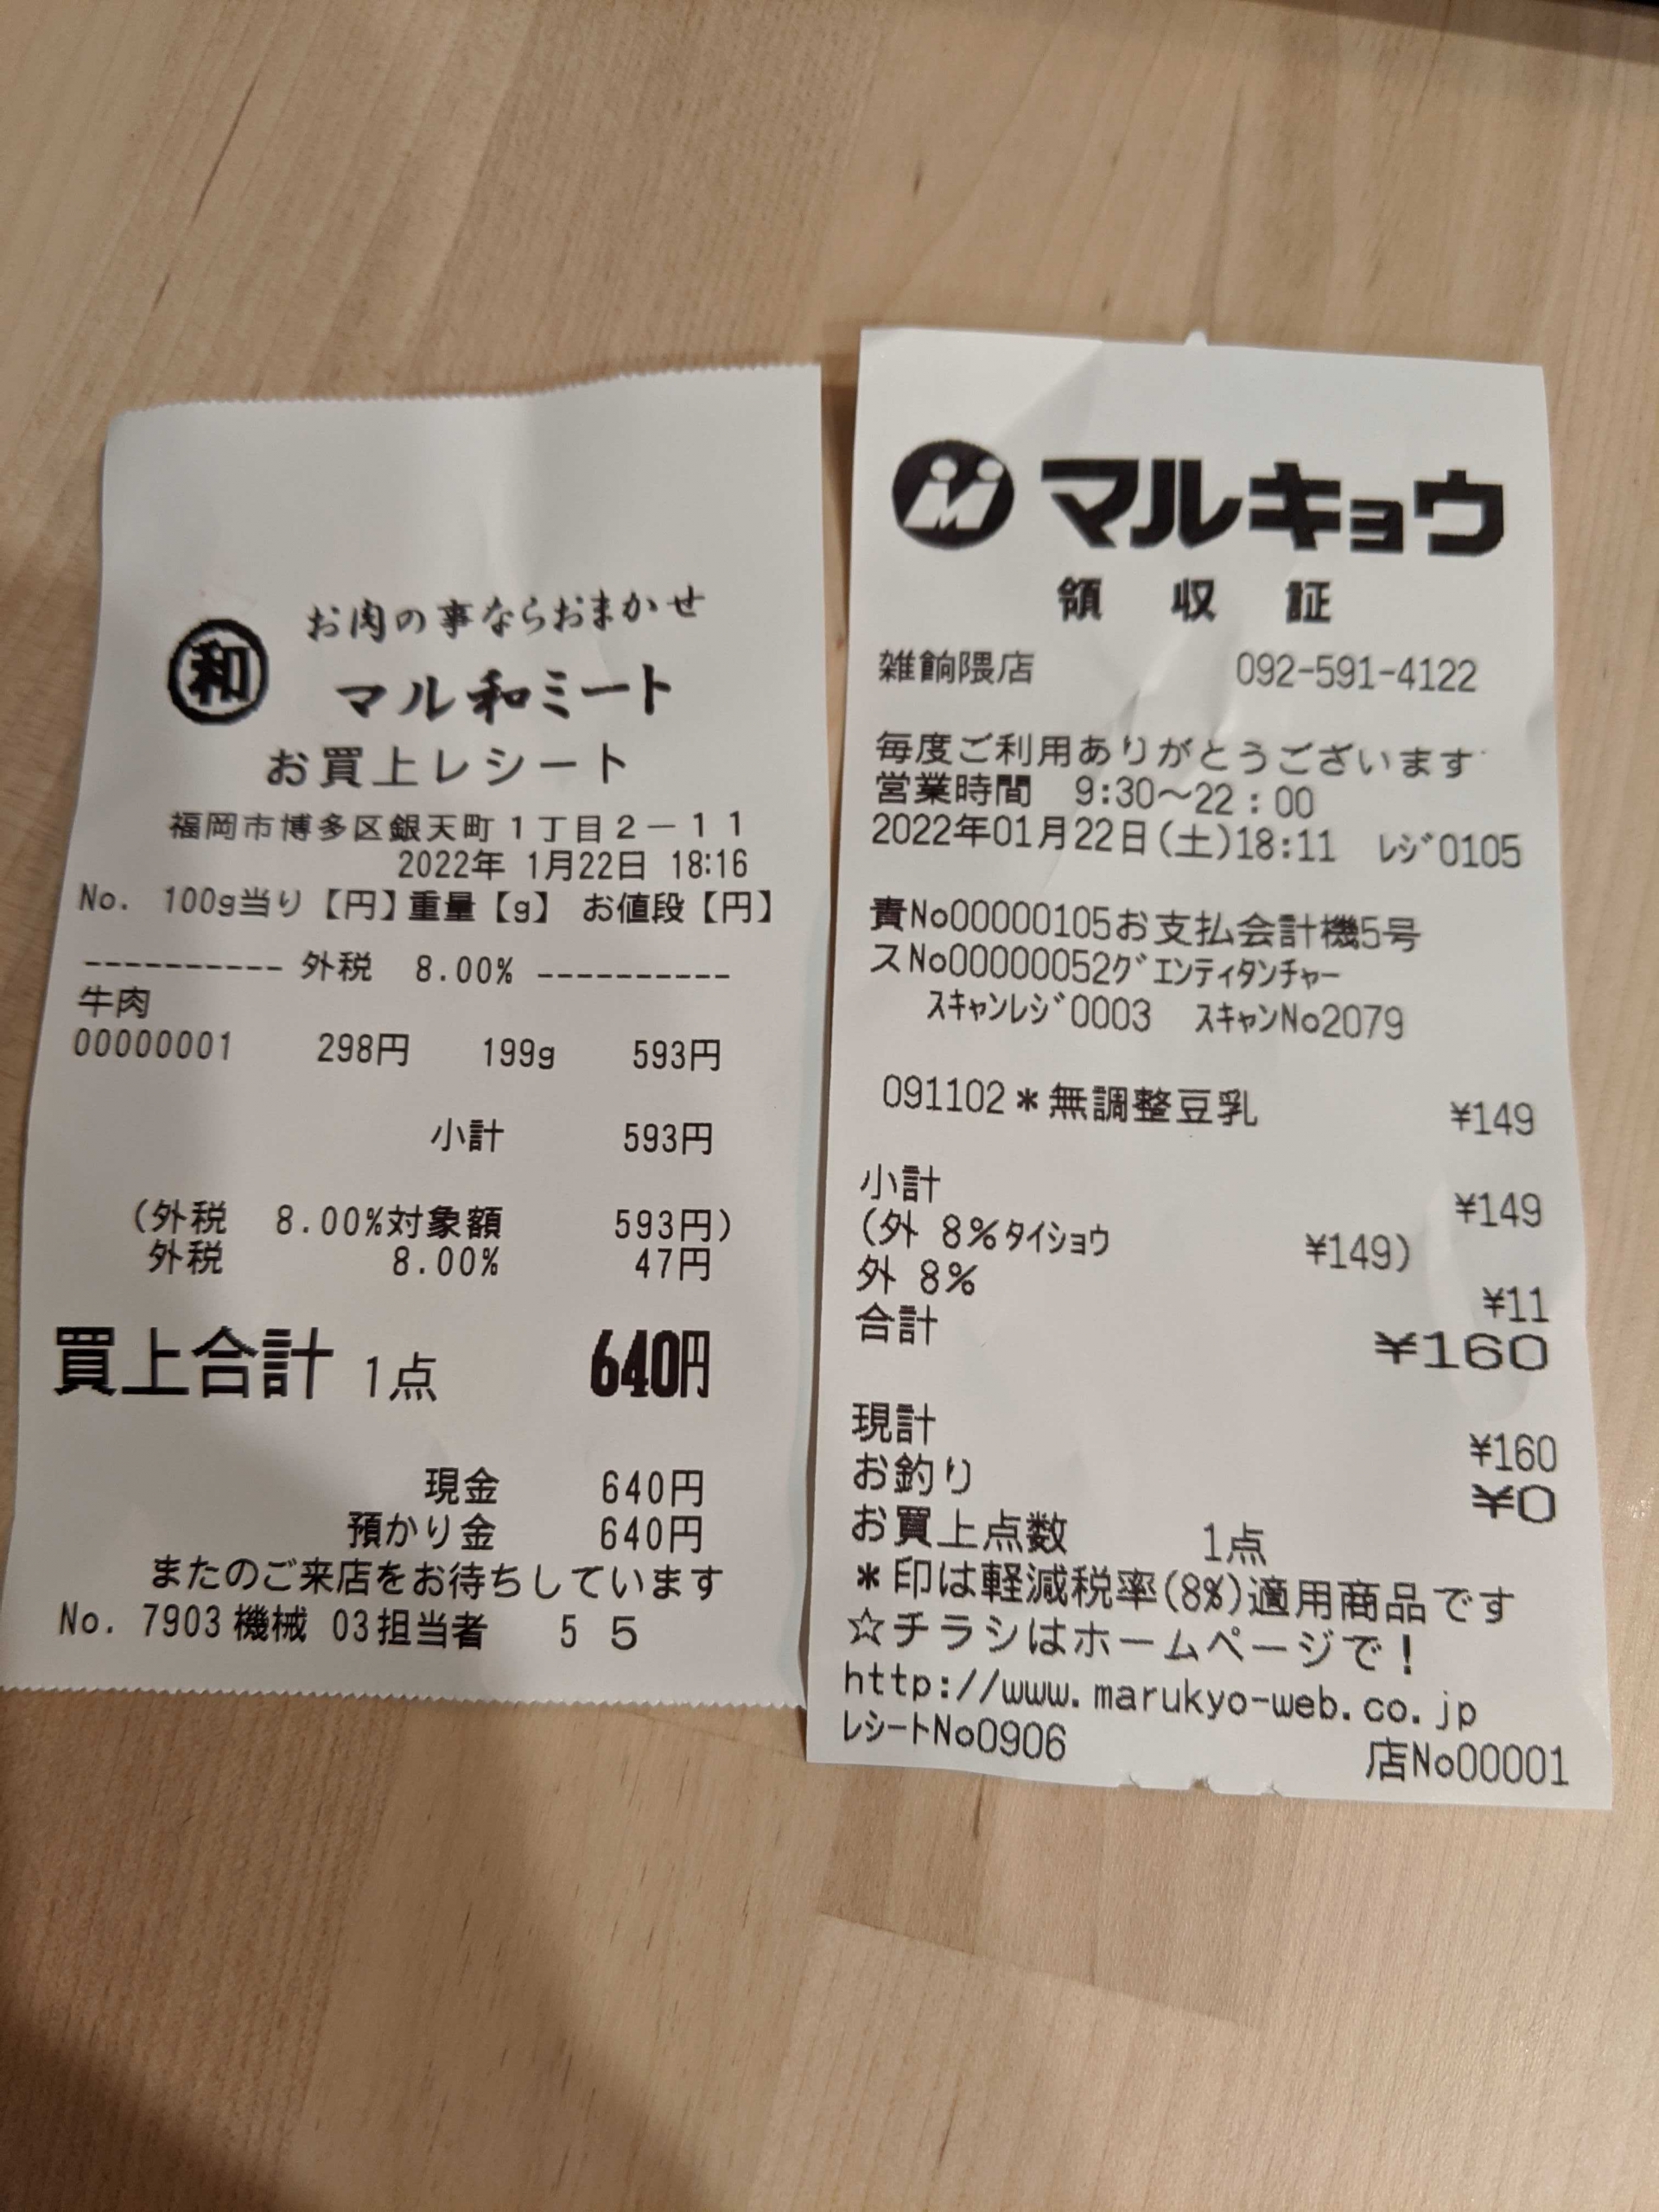 お肉の事ならおまかせ
和 マル和ミート
お買上レシート
福岡市博多区銀天町1丁目2－11
2022年 1月22日 18:16
No. 100g当り【円】重量【g】 お値段【円】
---------- 外税 8.00% ----------
牛肉
00000001 298円 199g 593円
小計 593円
(外税 8.00%対象額 593円)
外税 8.00% 47円
買上合計 1点 640円
現金 640円
預かり金 640円
またのご来店をお待ちしています
No. 7903機械 03担当者 5 5
マルキョウ
領収証
雑餉隈店 092-591-4122
毎度ご利用ありがとうございます
営業時間 9:30～22:00
2022年01月22日(土)18:11 ﾚｼﾞ0105
責No00000105お支払会計機5号
スNo00000052ｸﾞｴﾝﾃｨﾀﾝﾁｬｰ
ｽｷｬﾝﾚｼﾞ0003 ｽｷｬﾝNo2079
091102＊無調整豆乳 ¥149
小計 ¥149
(外 8%ﾀｲｼｮｳ ¥149)
外 8% ¥11
合計 ¥160
現計 ¥160
お釣り ¥0
お買上点数 1点
＊印は軽減税率(8%)適用商品です
☆チラシはホームページで！
http://www.marukyo-web.co.jp
ﾚｼｰﾄNo0906 店No00001